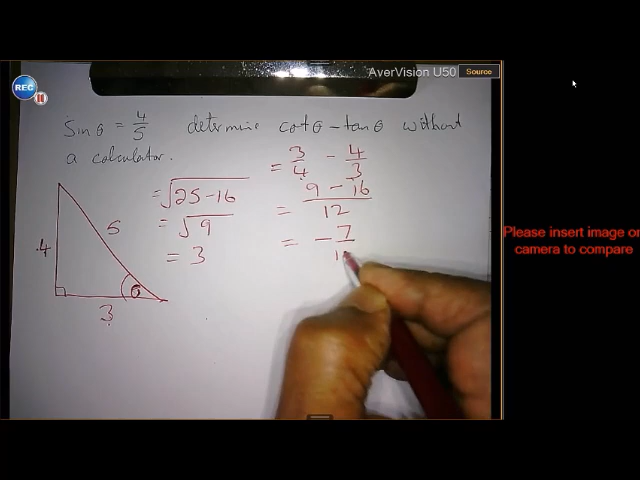 AverVision U50
Source
REC
Sin θ = 4/5 determine cot θ - tan θ without
a calculator.
= 3/4 - 4/3
= √25-16
= 9 - 16 / 12
= √9
= - 7 / 1
= 3
5
4
θ
3
Please insert image or
camera to compare